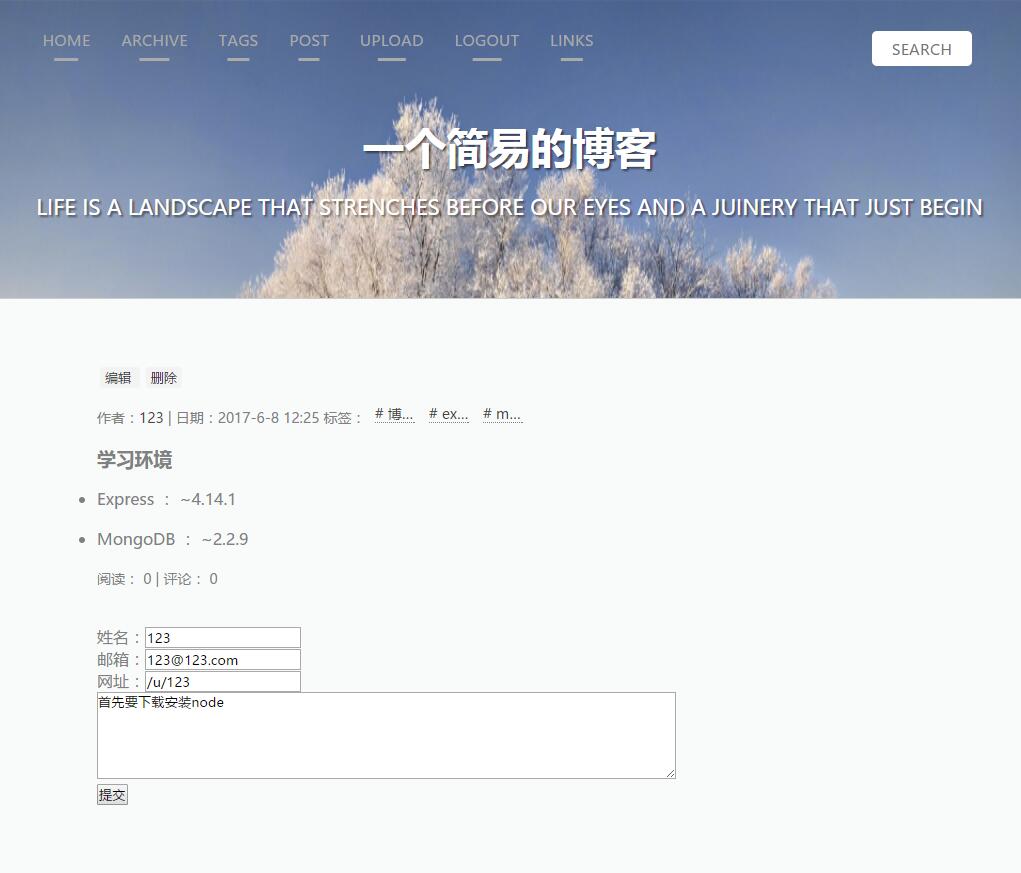 HOME ARCHIVE TAGS POST UPLOAD LOGOUT LINKS SEARCH
一个简易的博客
LIFE IS A LANDSCAPE THAT STRENCHES BEFORE OUR EYES AND A JUINERY THAT JUST BEGIN
编辑 删除
作者：123 | 日期：2017-6-8 12:25 标签： # 博... # ex... # m...
学习环境
Express ： ~4.14.1
MongoDB ： ~2.2.9
阅读： 0 | 评论： 0
姓名：123
邮箱：123@123.com
网址：/u/123
首先要下载安装node
提交